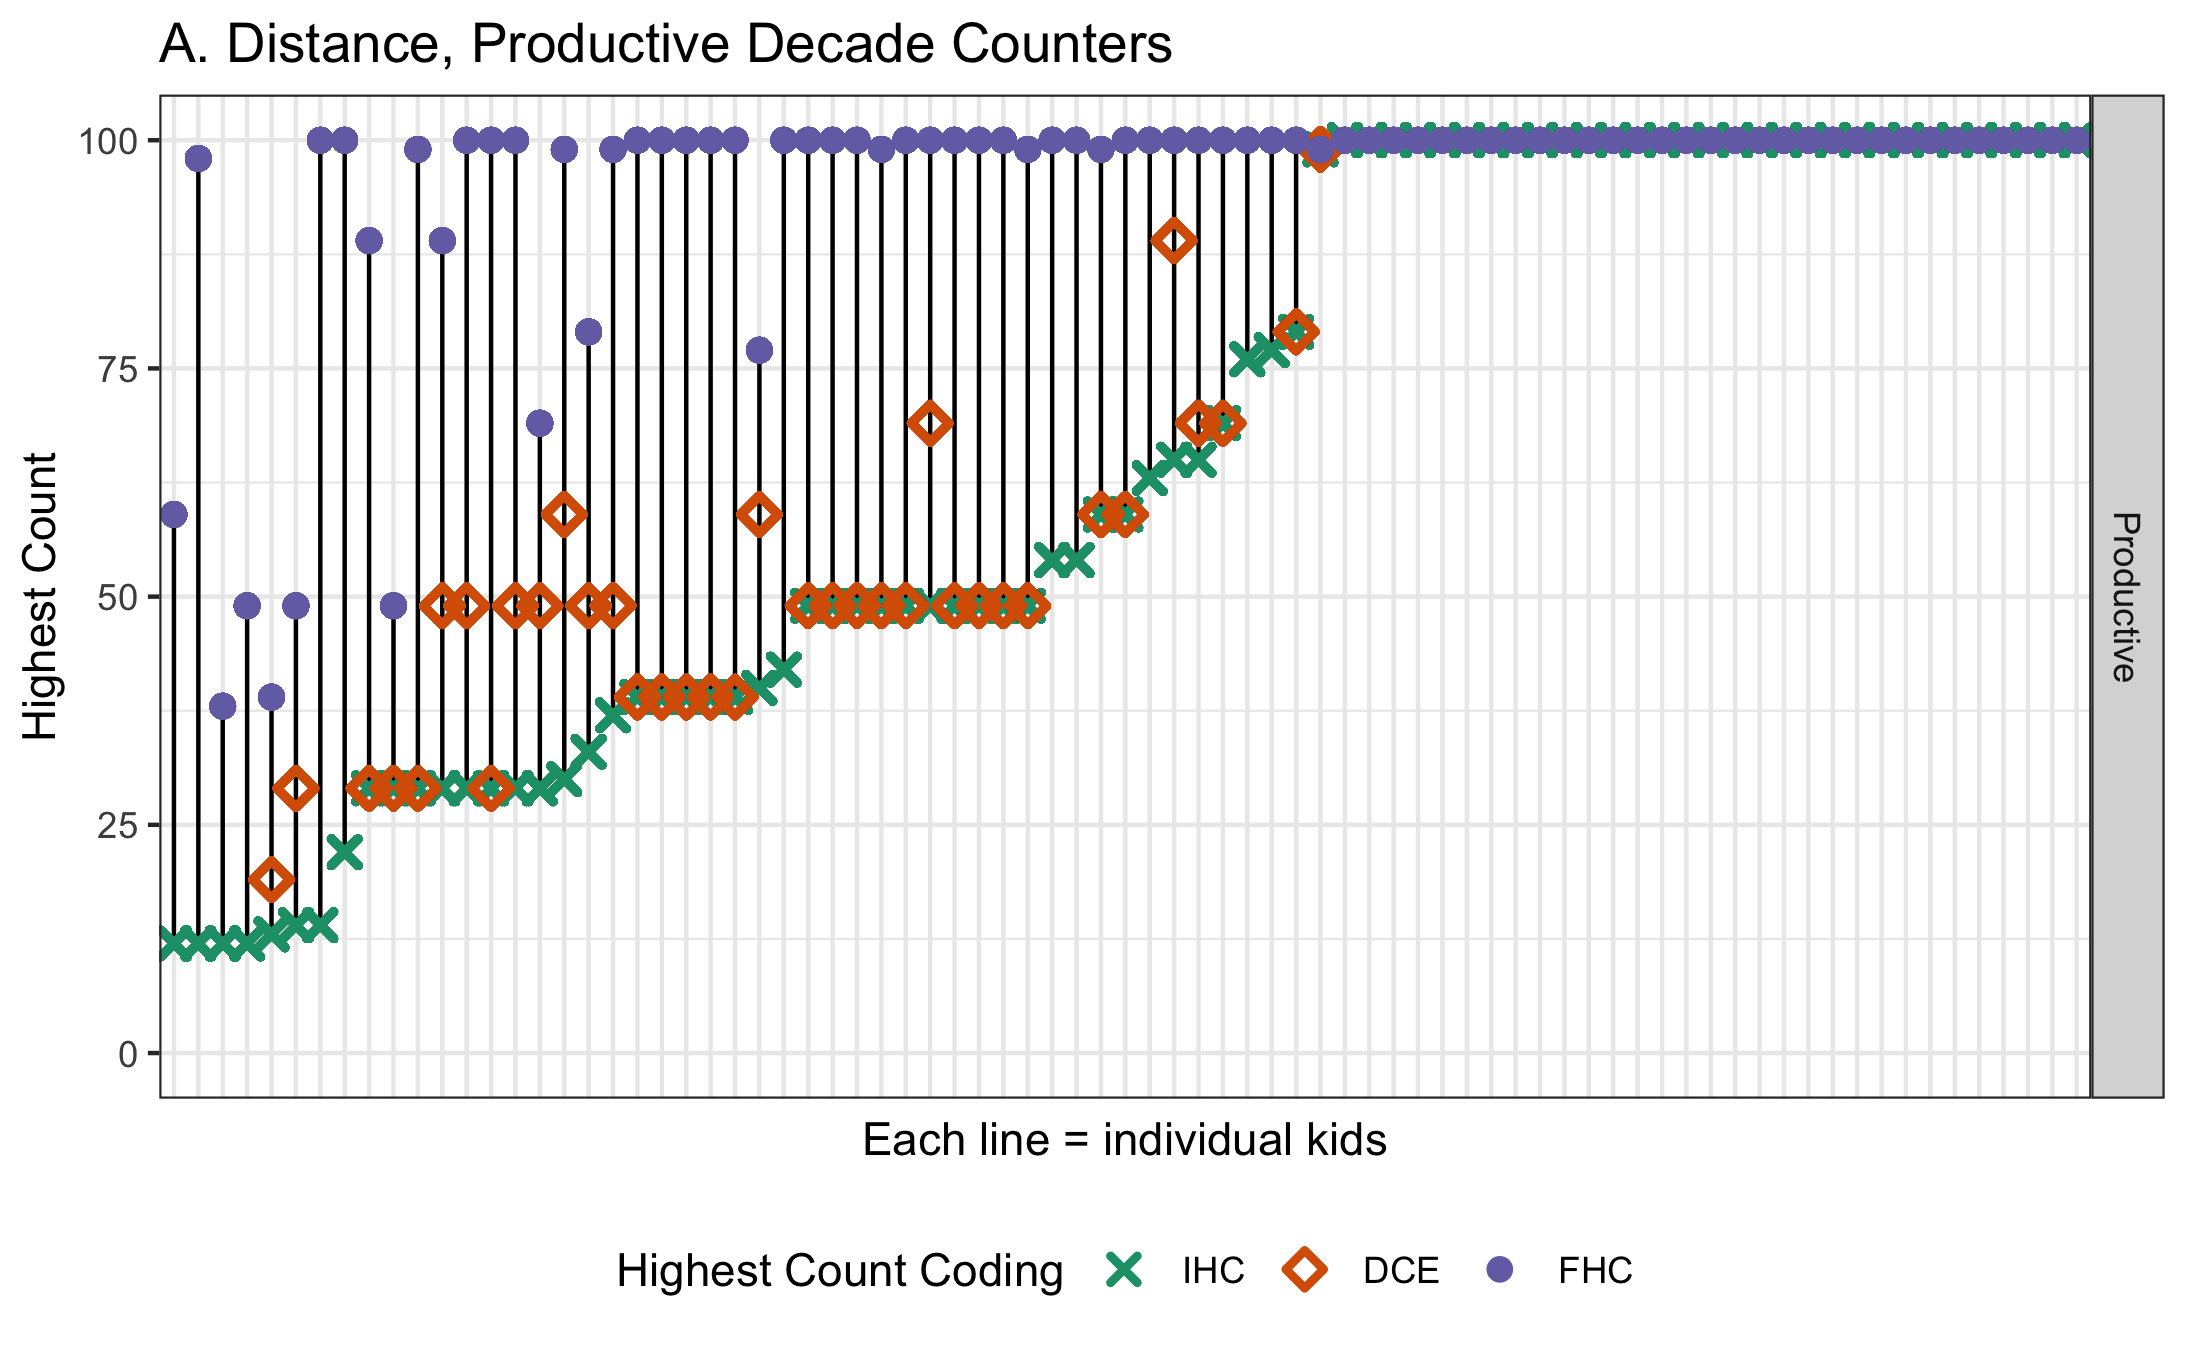 A. Distance, Productive Decade Counters
100
75
50
25
0
Highest Count
Productive
Each line = individual kids
Highest Count Coding IHC DCE FHC